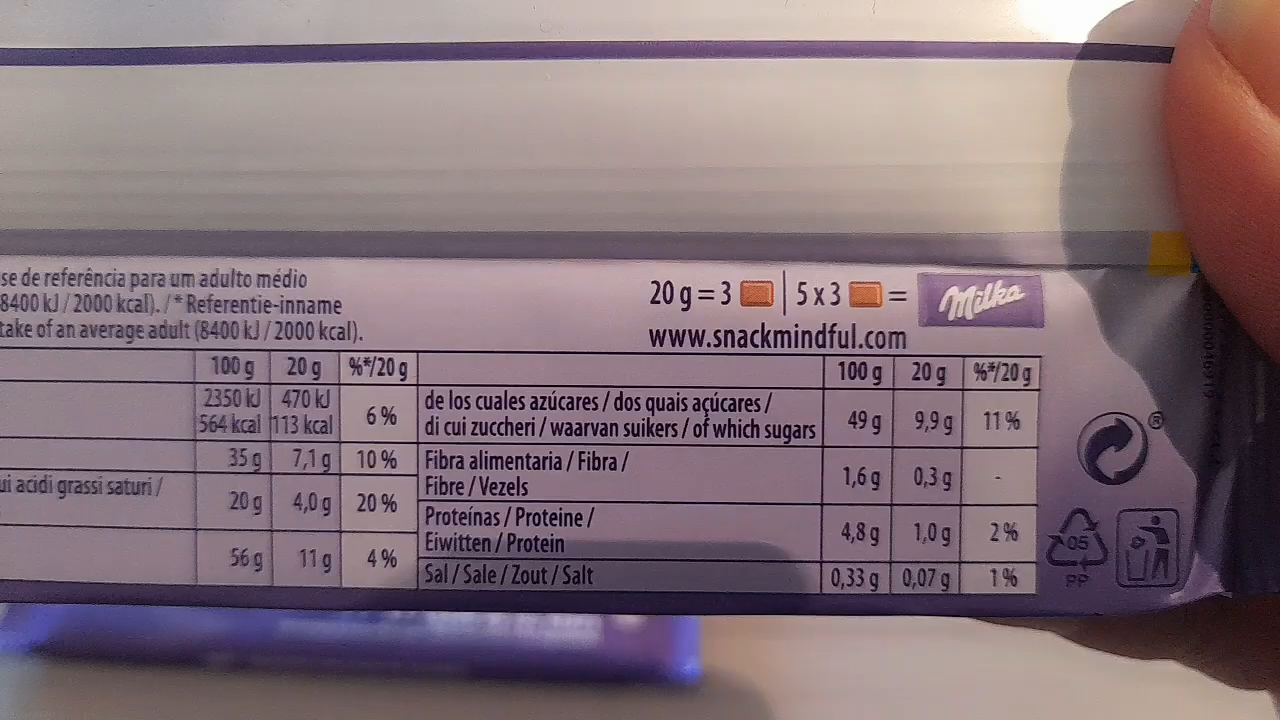 se de referência para um adulto médio
8400 kJ / 2000 kcal). / * Referentie-inname
take of an average adult (8400 kJ / 2000 kcal).
20 g = 3 | 5 x 3 = Milka
www.snackmindful.com
100 g 20 g %*/20 g
2350 kJ 470 kJ
564 kcal 113 kcal 6 %
35 g 7,1 g 10 %
ui acidi grassi saturi /
20 g 4,0 g 20 %
56 g 11 g 4 %
100 g 20 g %*/20 g
de los cuales azúcares / dos quais açúcares /
di cui zuccheri / waarvan suikers / of which sugars 49 g 9,9 g 11 %
Fibra alimentaria / Fibra /
Fibre / Vezels 1,6 g 0,3 g -
Proteínas / Proteine /
Eiwitten / Protein 4,8 g 1,0 g 2 %
Sal / Sale / Zout / Salt 0,33 g 0,07 g 1 %
®
05
PP